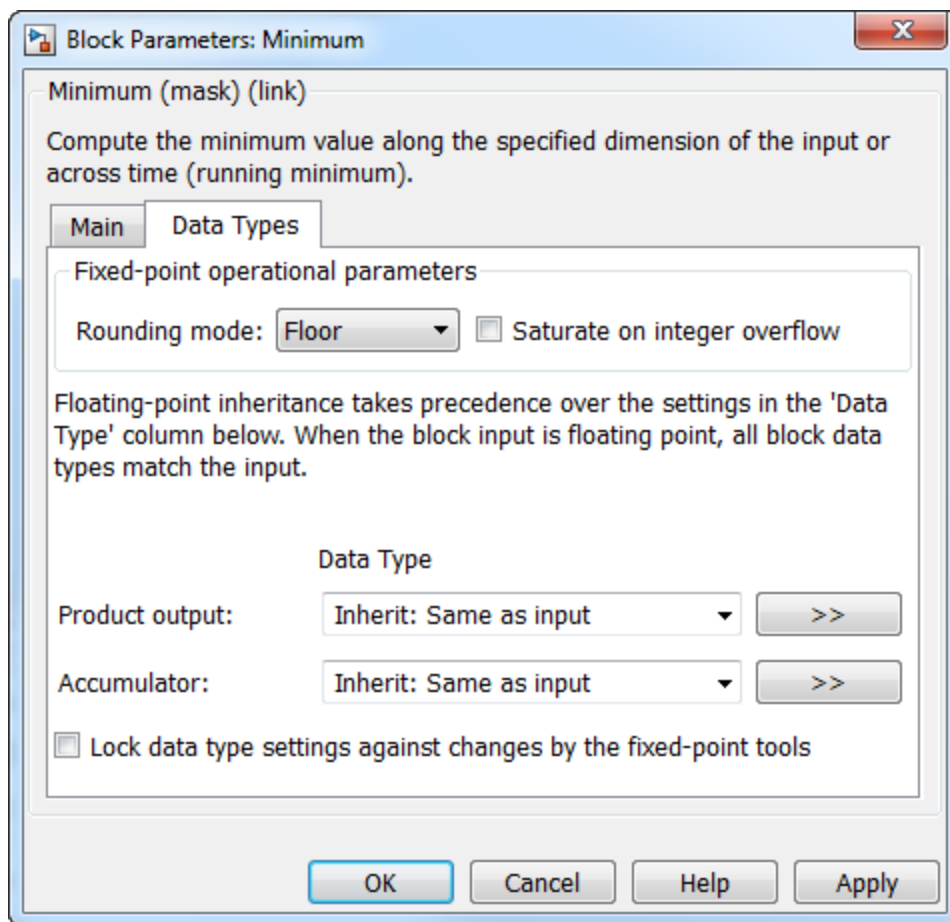 Block Parameters: Minimum
Minimum (mask) (link)
Compute the minimum value along the specified dimension of the input or
across time (running minimum).
Main Data Types
Fixed-point operational parameters
Rounding mode: Floor Saturate on integer overflow
Floating-point inheritance takes precedence over the settings in the 'Data
Type' column below. When the block input is floating point, all block data
types match the input.
Data Type
Product output: Inherit: Same as input >>
Accumulator: Inherit: Same as input >>
Lock data type settings against changes by the fixed-point tools
OK Cancel Help Apply